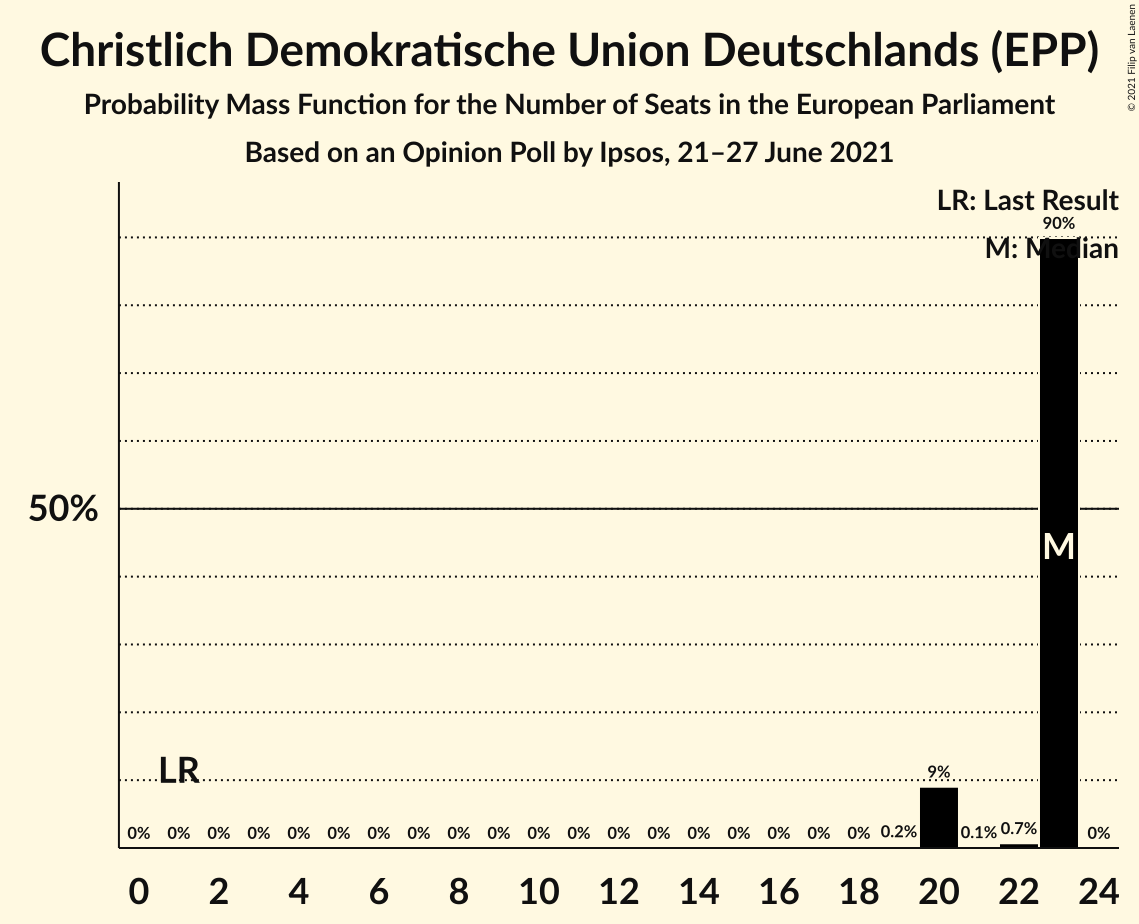 Christlich Demokratische Union Deutschlands (EPP)
Probability Mass Function for the Number of Seats in the European Parliament
Based on an Opinion Poll by Ipsos, 21–27 June 2021
© 2021 Filip van Laenen
LR: Last Result
90%
M: Median
50%
M
LR
9%
0% 0% 0% 0% 0% 0% 0% 0% 0% 0% 0% 0% 0% 0% 0% 0% 0% 0% 0% 0.2% 0.1% 0.7% 0%
0 2 4 6 8 10 12 14 16 18 20 22 24